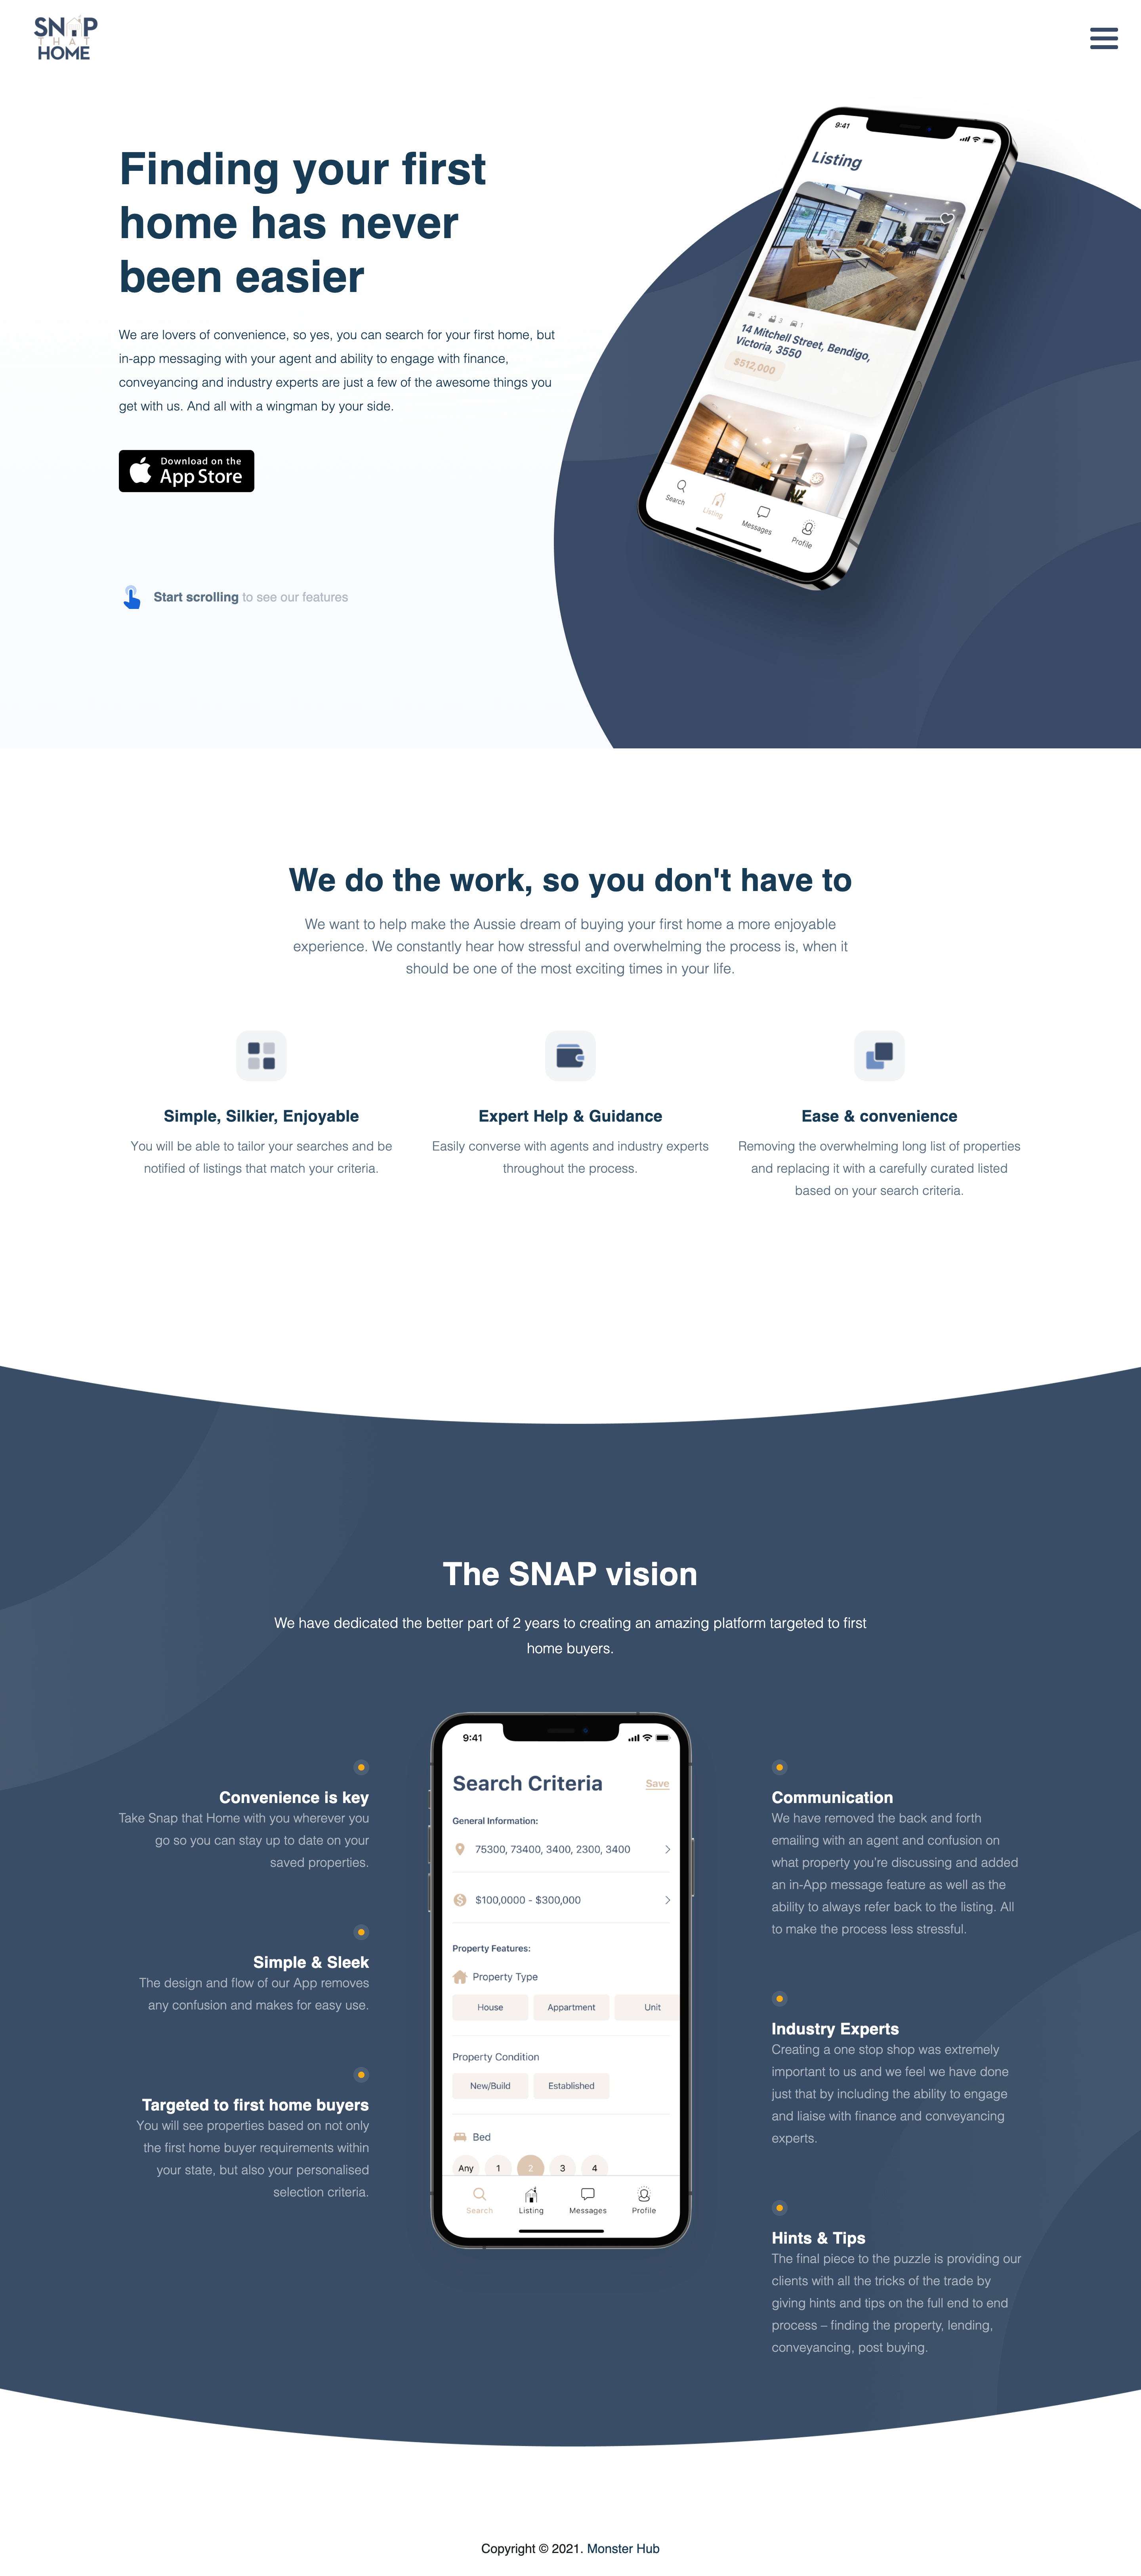 SNAP
THAT
HOME
Finding your first
home has never
been easier
We are lovers of convenience, so yes, you can search for your first home, but
in-app messaging with your agent and ability to engage with finance,
conveyancing and industry experts are just a few of the awesome things you
get with us. And all with a wingman by your side.
Download on the
App Store
Start scrolling to see our features
9:41
Listing
2 3 1
14 Mitchell Street, Bendigo,
Victoria, 3550
$512,000
Search
Listing
Messages
Profile
We do the work, so you don't have to
We want to help make the Aussie dream of buying your first home a more enjoyable
experience. We constantly hear how stressful and overwhelming the process is, when it
should be one of the most exciting times in your life.
Simple, Silkier, Enjoyable
You will be able to tailor your searches and be
notified of listings that match your criteria.
Expert Help & Guidance
Easily converse with agents and industry experts
throughout the process.
Ease & convenience
Removing the overwhelming long list of properties
and replacing it with a carefully curated listed
based on your search criteria.
The SNAP vision
We have dedicated the better part of 2 years to creating an amazing platform targeted to first
home buyers.
Convenience is key
Take Snap that Home with you wherever you
go so you can stay up to date on your
saved properties.
Simple & Sleek
The design and flow of our App removes
any confusion and makes for easy use.
Targeted to first home buyers
You will see properties based on not only
the first home buyer requirements within
your state, but also your personalised
selection criteria.
9:41
Search Criteria
Save
General Information:
75300, 73400, 3400, 2300, 3400
$100,0000 - $300,000
Property Features:
Property Type
House
Appartment
Unit
Property Condition
New/Build
Established
Bed
Any 1 2 3 4
Search
Listing
Messages
Profile
Communication
We have removed the back and forth
emailing with an agent and confusion on
what property you're discussing and added
an in-App message feature as well as the
ability to always refer back to the listing. All
to make the process less stressful.
Industry Experts
Creating a one stop shop was extremely
important to us and we feel we have done
just that by including the ability to engage
and liaise with finance and conveyancing
experts.
Hints & Tips
The final piece to the puzzle is providing our
clients with all the tricks of the trade by
giving hints and tips on the full end to end
process – finding the property, lending,
conveyancing, post buying.
Copyright © 2021. Monster Hub